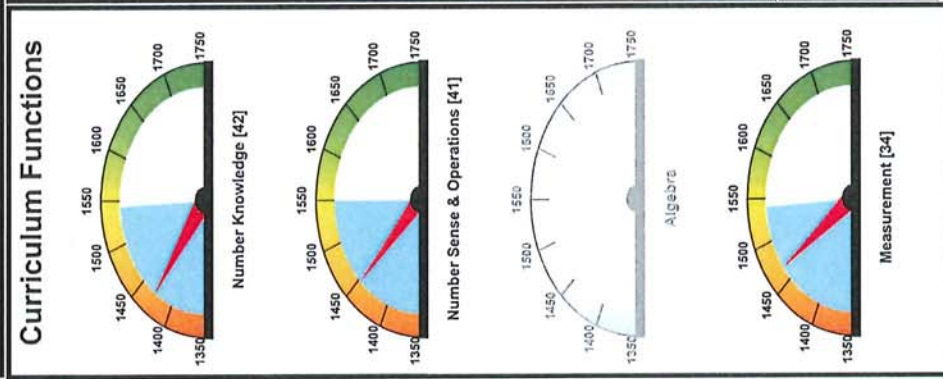 Curriculum Functions
1350 1400 1450 1500 1550 1600 1650 1700 1750
Number Knowledge [42]
1350 1400 1450 1500 1550 1600 1650 1700 1750
Number Sense & Operations [41]
1350 1400 1450 1500 1550 1600 1650 1700 1750
Algebra
1350 1400 1450 1500 1550 1600 1650 1700 1750
Measurement [34]